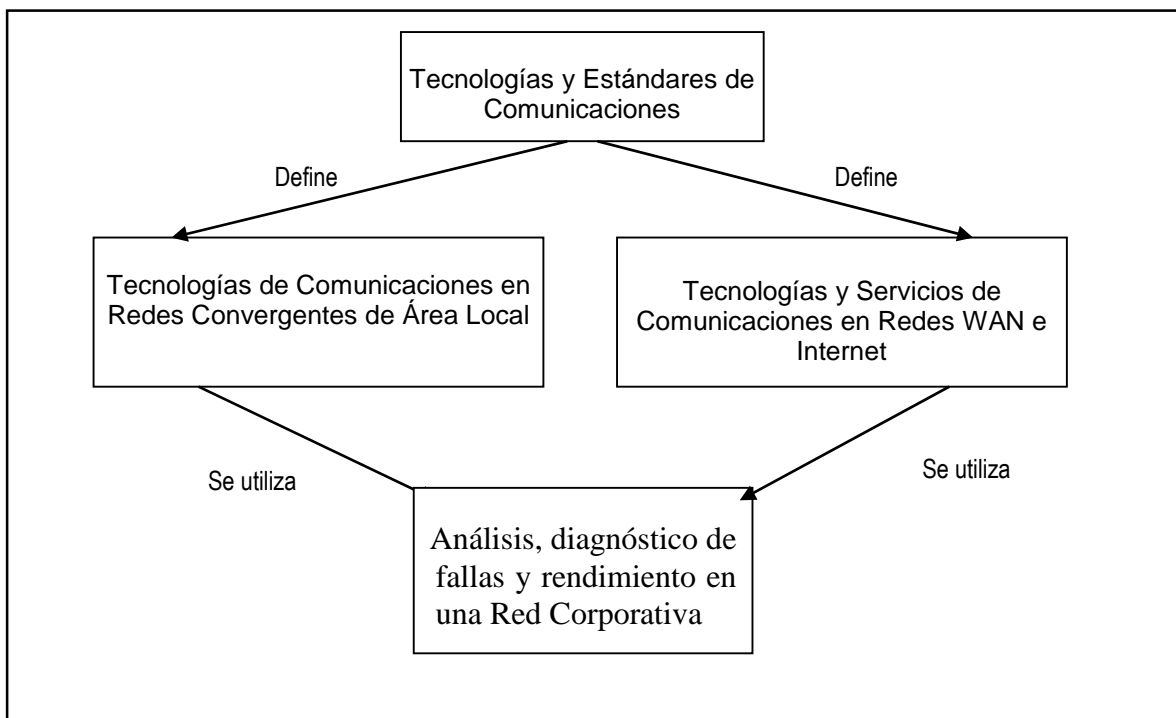 Tecnologías y Estándares de
Comunicaciones
Define
Define
Tecnologías de Comunicaciones en
Redes Convergentes de Área Local
Tecnologías y Servicios de
Comunicaciones en Redes WAN e
Internet
Se utiliza
Se utiliza
Análisis, diagnóstico de
fallas y rendimiento en
una Red Corporativa